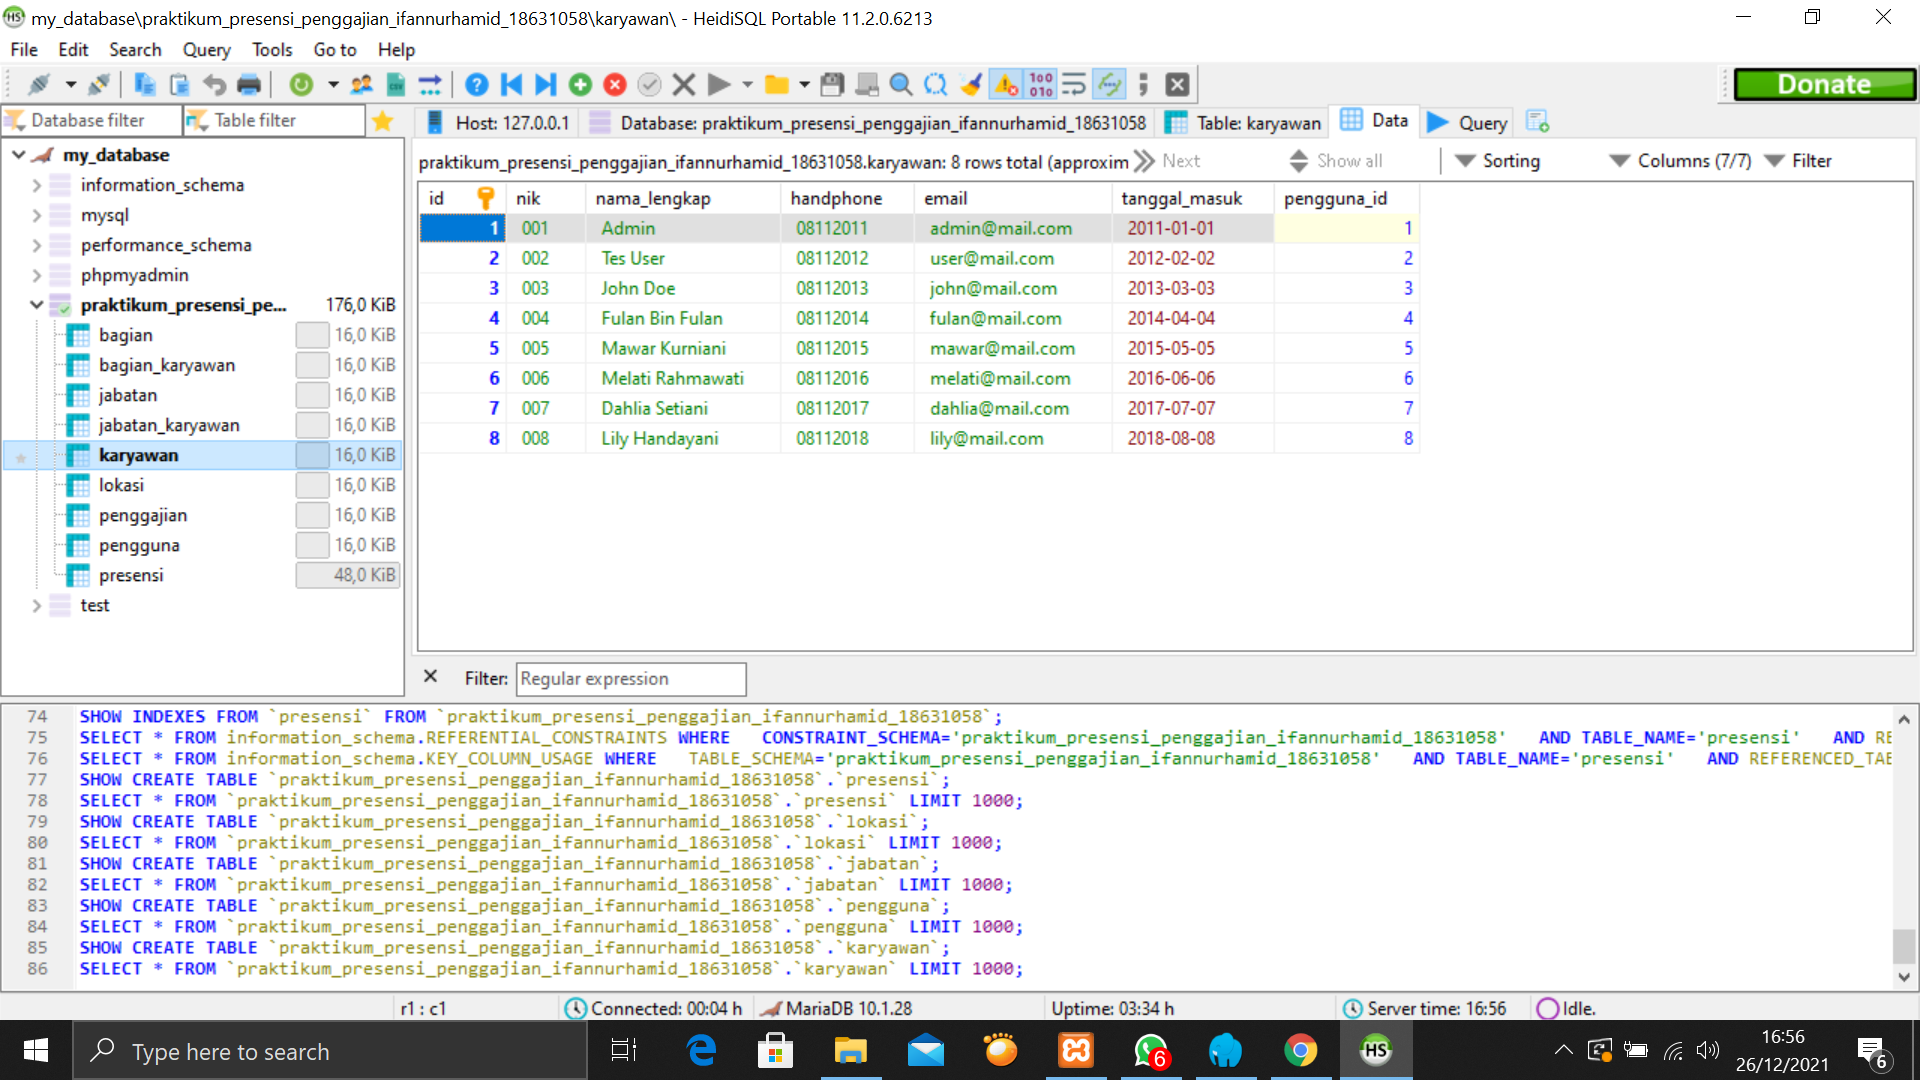 my_database\praktikum_presensi_penggajian_ifannurhamid_18631058\karyawan\ - HeidiSQL Portable 11.2.0.6213
File Edit Search Query Tools Go to Help
Donate
Database filter Table filter
Host: 127.0.0.1 Database: praktikum_presensi_penggajian_ifannurhamid_18631058 Table: karyawan Data Query
praktikum_presensi_penggajian_ifannurhamid_18631058.karyawan: 8 rows total (approxim Next Show all Sorting Columns (7/7) Filter
my_database
information_schema
mysql
performance_schema
phpmyadmin
praktikum_presensi_pe... 176,0 KiB
bagian 16,0 KiB
bagian_karyawan 16,0 KiB
jabatan 16,0 KiB
jabatan_karyawan 16,0 KiB
karyawan 16,0 KiB
lokasi 16,0 KiB
penggajian 16,0 KiB
pengguna 16,0 KiB
presensi 48,0 KiB
test
id nik nama_lengkap handphone email tanggal_masuk pengguna_id
1 001 Admin 08112011 admin@mail.com 2011-01-01 1
2 002 Tes User 08112012 user@mail.com 2012-02-02 2
3 003 John Doe 08112013 john@mail.com 2013-03-03 3
4 004 Fulan Bin Fulan 08112014 fulan@mail.com 2014-04-04 4
5 005 Mawar Kurniani 08112015 mawar@mail.com 2015-05-05 5
6 006 Melati Rahmawati 08112016 melati@mail.com 2016-06-06 6
7 007 Dahlia Setiani 08112017 dahlia@mail.com 2017-07-07 7
8 008 Lily Handayani 08112018 lily@mail.com 2018-08-08 8
Filter: Regular expression
74 SHOW INDEXES FROM `presensi` FROM `praktikum_presensi_penggajian_ifannurhamid_18631058`;
75 SELECT * FROM information_schema.REFERENTIAL_CONSTRAINTS WHERE CONSTRAINT_SCHEMA='praktikum_presensi_penggajian_ifannurhamid_18631058' AND TABLE_NAME='presensi' AND RE
76 SELECT * FROM information_schema.KEY_COLUMN_USAGE WHERE TABLE_SCHEMA='praktikum_presensi_penggajian_ifannurhamid_18631058' AND TABLE_NAME='presensi' AND REFERENCED_TAB
77 SHOW CREATE TABLE `praktikum_presensi_penggajian_ifannurhamid_18631058`.`presensi`;
78 SELECT * FROM `praktikum_presensi_penggajian_ifannurhamid_18631058`.`presensi` LIMIT 1000;
79 SHOW CREATE TABLE `praktikum_presensi_penggajian_ifannurhamid_18631058`.`lokasi`;
80 SELECT * FROM `praktikum_presensi_penggajian_ifannurhamid_18631058`.`lokasi` LIMIT 1000;
81 SHOW CREATE TABLE `praktikum_presensi_penggajian_ifannurhamid_18631058`.`jabatan`;
82 SELECT * FROM `praktikum_presensi_penggajian_ifannurhamid_18631058`.`jabatan` LIMIT 1000;
83 SHOW CREATE TABLE `praktikum_presensi_penggajian_ifannurhamid_18631058`.`pengguna`;
84 SELECT * FROM `praktikum_presensi_penggajian_ifannurhamid_18631058`.`pengguna` LIMIT 1000;
85 SHOW CREATE TABLE `praktikum_presensi_penggajian_ifannurhamid_18631058`.`karyawan`;
86 SELECT * FROM `praktikum_presensi_penggajian_ifannurhamid_18631058`.`karyawan` LIMIT 1000;
r1 : c1 Connected: 00:04 h MariaDB 10.1.28 Uptime: 03:34 h Server time: 16:56 Idle.
Type here to search
6
HS
16:56
26/12/2021
6